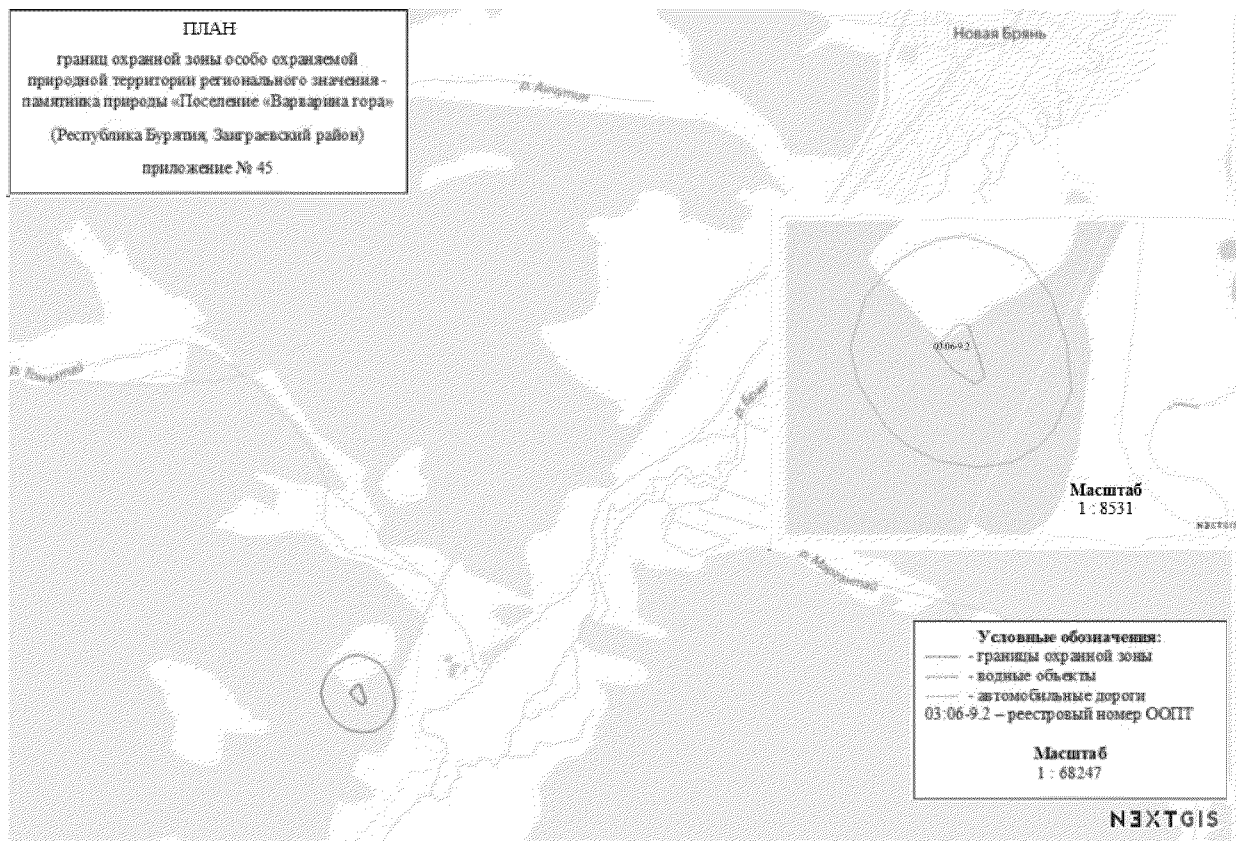 ПЛАН
границ охранной зоны особо охраняемой
природной территории регионального значения -
памятника природы «Поселение «Варварина гора»
(Республика Бурятия, Заиграевский район)
приложение № 45
Новая Брянь
р.
р.
р. Брянь
03:06-9.2
Масштаб
1 : 8531
р.
Условные обозначения:
- границы охранной зоны
- водные объекты
- автомобильные дороги
03:06-9.2 – реестровый номер ООПТ
Масштаб
1 : 68247
NEXTGIS